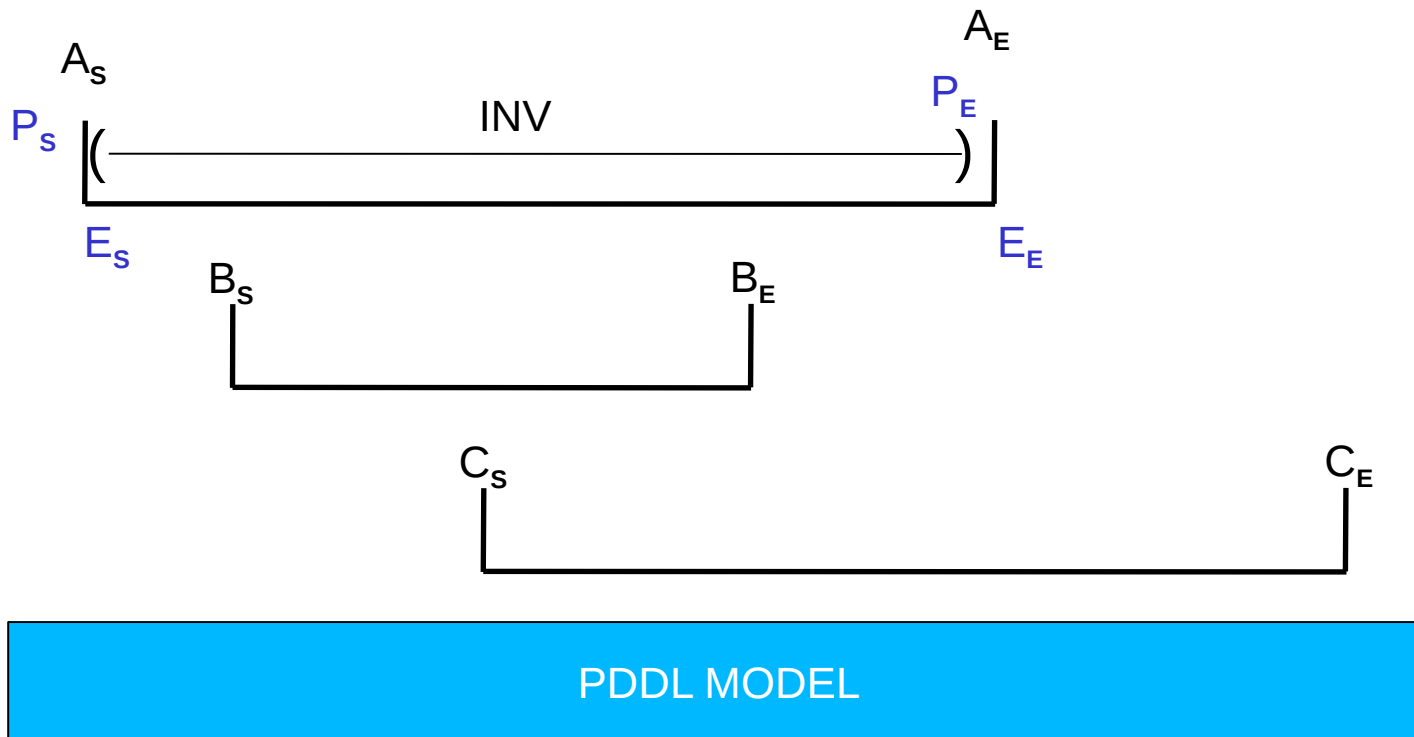 A_S
A_E
P_S
INV
P_E
( )
E_S
E_E
B_S
B_E
C_S
C_E
PDDL MODEL